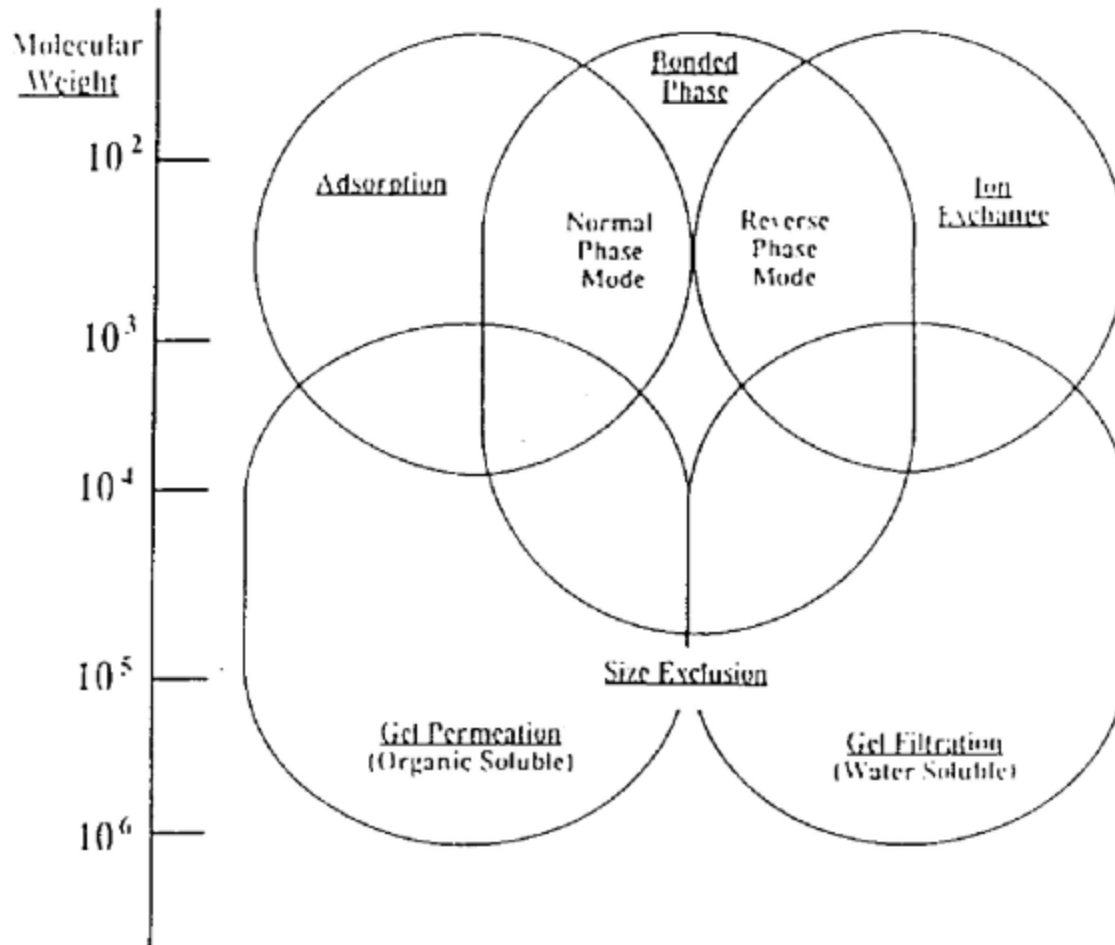 Molecular
Weight
10²
10³
10⁴
10⁵
10⁶
Adsorption
Bonded
Phase
Normal
Phase
Mode
Reverse
Phase
Mode
Ion
Exchange
Size Exclusion
Gel Permeation
(Organic Soluble)
Gel Filtration
(Water Soluble)